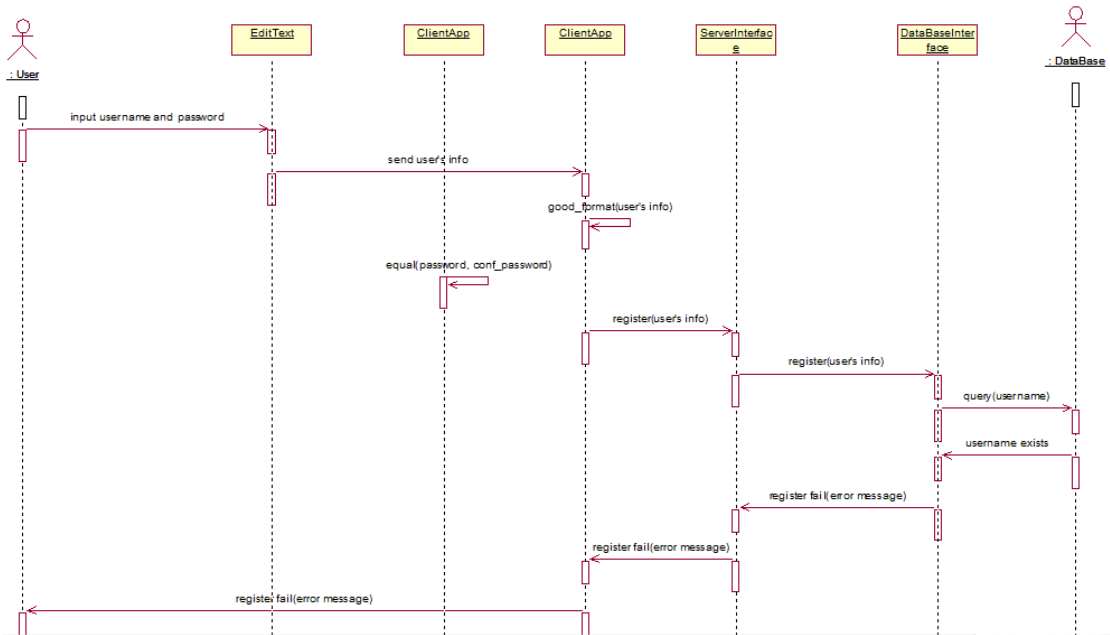 EditText
ClientApp
ClientApp
ServerInterfac
e
DataBaseInter
face
: User
: DataBase
input username and password
send user's info
good_format(user's info)
equal(password, conf_password)
register(user's info)
register(user's info)
query(username)
username exists
register fail(error message)
register fail(error message)
register fail(error message)